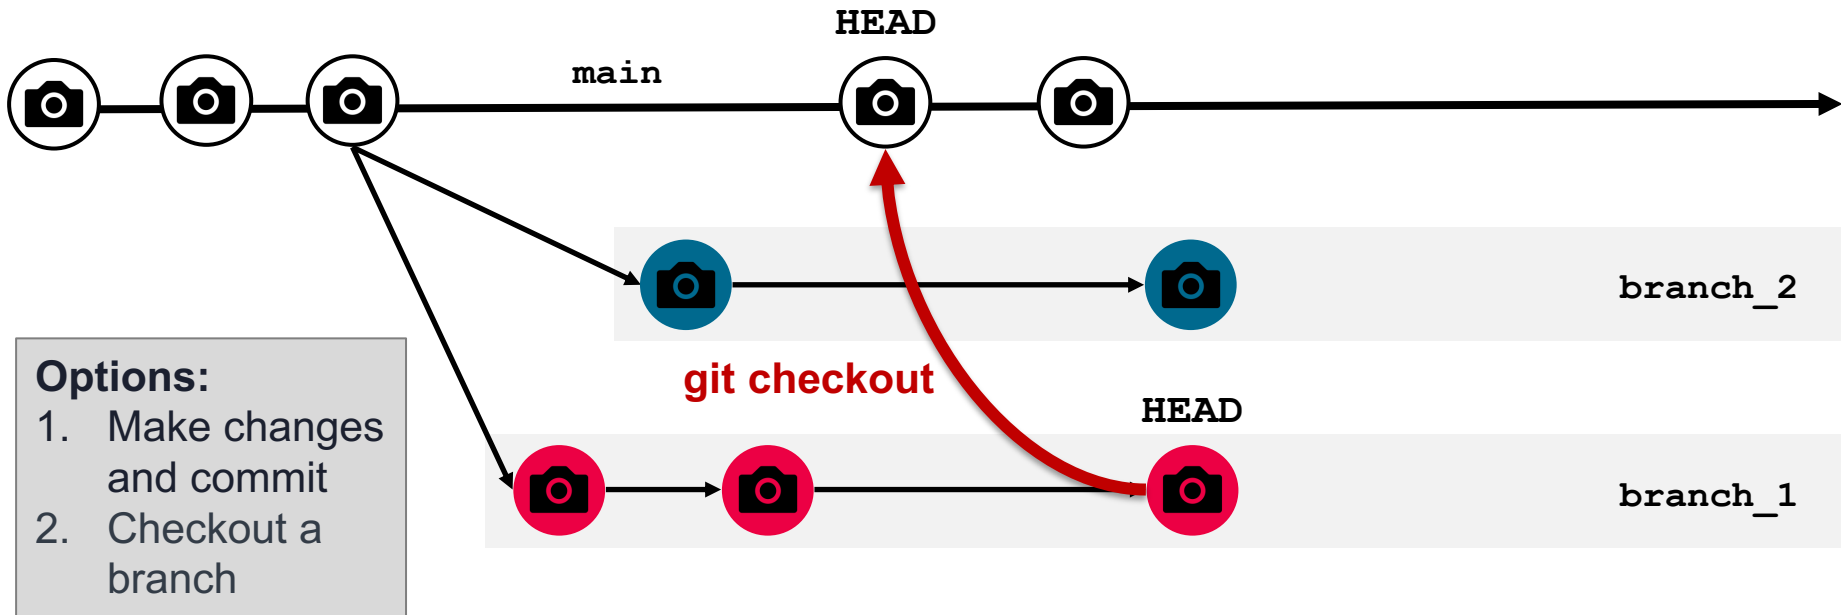 HEAD
main
branch_2
git checkout
HEAD
branch_1
Options:
1. Make changes
and commit
2. Checkout a
branch